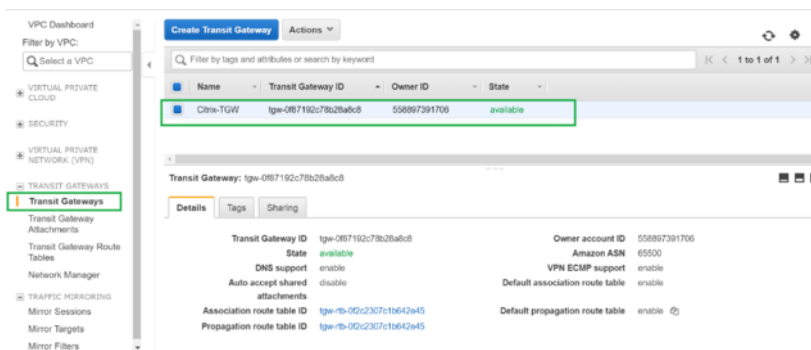 VPC Dashboard
Filter by VPC:
Select a VPC
VIRTUAL PRIVATE
CLOUD
SECURITY
VIRTUAL PRIVATE
NETWORK (VPN)
TRANSIT GATEWAYS
Transit Gateways
Transit Gateway
Attachments
Transit Gateway Route
Tables
Network Manager
TRAFFIC MIRRORING
Mirror Sessions
Mirror Targets
Mirror Filters
Create Transit Gateway Actions
Filter by tags and attributes or search by keyword
1 to 1 of 1
Name Transit Gateway ID Owner ID State
Citrix-TGW tgw-0f87192c78b28a8c8 558897391706 available
Transit Gateway: tgw-0f87192c78b28a8c8
Details Tags Sharing
Transit Gateway ID tgw-0f87192c78b28a8c8 Owner account ID 558897391706
State available Amazon ASN 65500
DNS support enable VPN ECMP support enable
Auto accept shared disable Default association route table enable
attachments
Association route table ID tgw-rtb-0f2c2307c1b642e45 Default propagation route table enable
Propagation route table ID tgw-rtb-0f2c2307c1b642e45